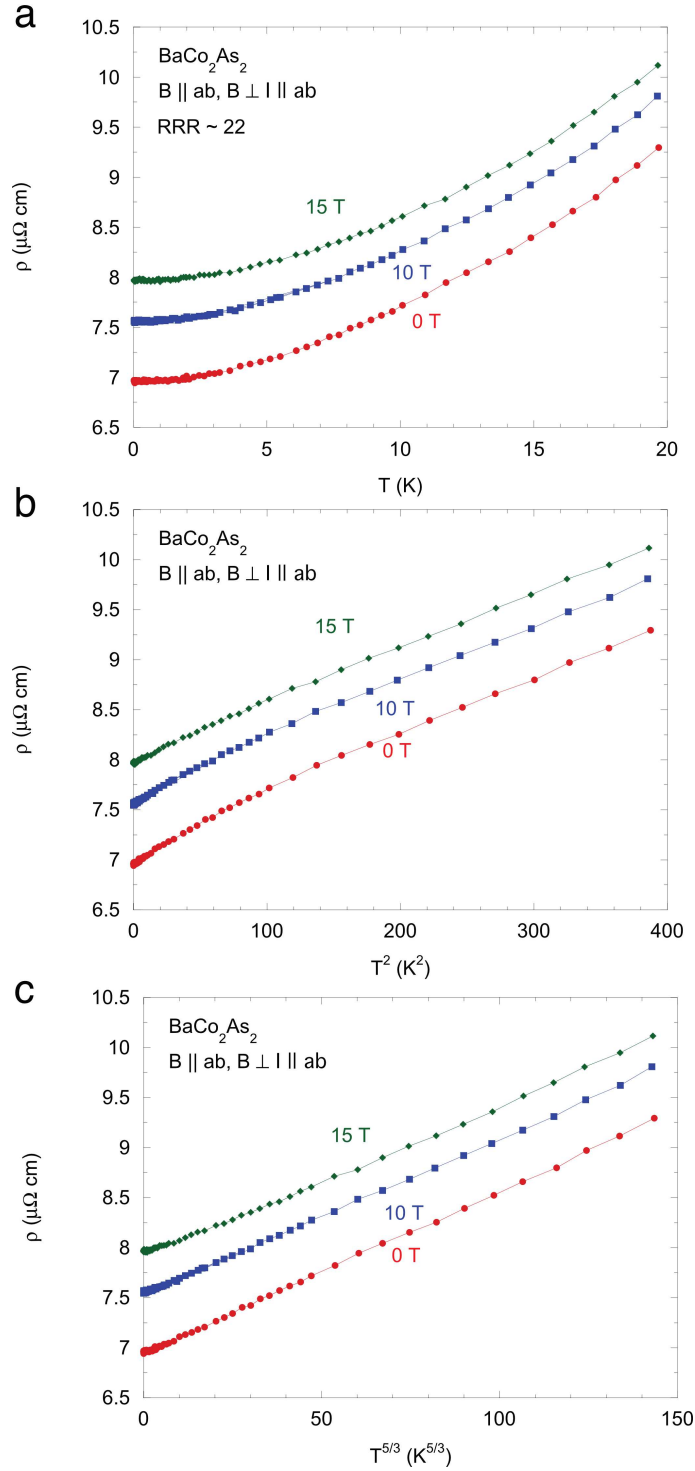 a
10.5
10
9.5
9
8.5
8
7.5
7
6.5
BaCo₂As₂
B || ab, B ⊥ I || ab
RRR ~ 22
15 T
10 T
0 T
ρ (μΩ cm)
0 5 10 15 20
T (K)
b
10.5
10
9.5
9
8.5
8
7.5
7
6.5
BaCo₂As₂
B || ab, B ⊥ I || ab
15 T
10 T
0 T
ρ (μΩ cm)
0 100 200 300 400
T² (K²)
c
10.5
10
9.5
9
8.5
8
7.5
7
6.5
BaCo₂As₂
B || ab, B ⊥ I || ab
15 T
10 T
0 T
ρ (μΩ cm)
0 50 100 150
T⁵ᐟ³ (K⁵ᐟ³)